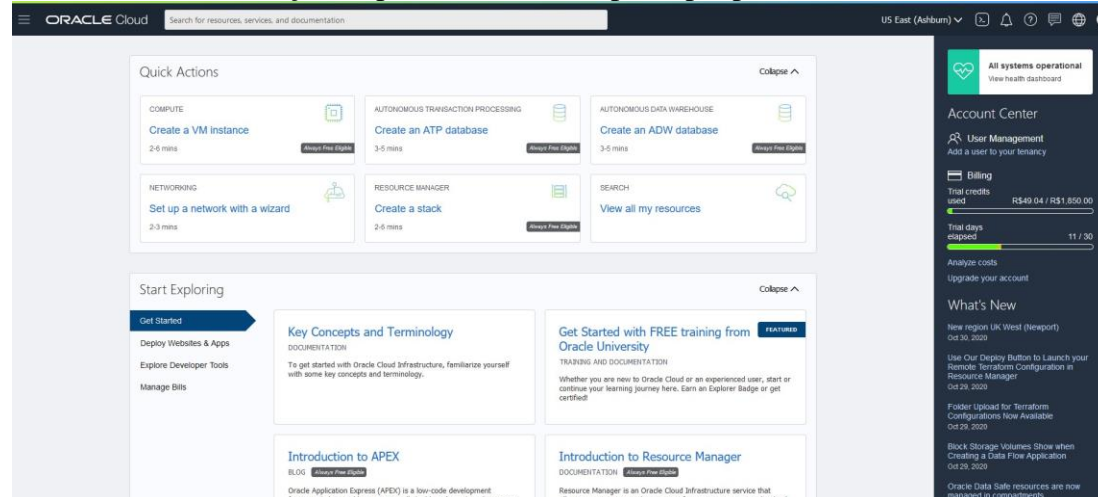 ORACLE Cloud
Search for resources, services, and documentation
US East (Ashburn)
Quick Actions
Collapse
COMPUTE
Create a VM instance
2-6 mins
Always Free Eligible
AUTONOMOUS TRANSACTION PROCESSING
Create an ATP database
3-5 mins
Always Free Eligible
AUTONOMOUS DATA WAREHOUSE
Create an ADW database
3-5 mins
Always Free Eligible
NETWORKING
Set up a network with a wizard
2-3 mins
RESOURCE MANAGER
Create a stack
2-6 mins
Always Free Eligible
SEARCH
View all my resources
Start Exploring
Collapse
Get Started
Deploy Websites & Apps
Explore Developer Tools
Manage Bills
Key Concepts and Terminology
DOCUMENTATION
To get started with Oracle Cloud Infrastructure, familiarize yourself
with some key concepts and terminology.
Get Started with FREE training from
Oracle University
FEATURED
TRAINING AND DOCUMENTATION
Whether you are new to Oracle Cloud or an experienced user, start or
continue your learning journey here. Earn an Explorer Badge or get
certified!
Introduction to APEX
BLOG
Always Free Eligible
Oracle Application Express (APEX) is a low-code development
Introduction to Resource Manager
DOCUMENTATION
Always Free Eligible
Resource Manager is an Oracle Cloud Infrastructure service that
All systems operational
View health dashboard
Account Center
User Management
Add a user to your tenancy
Billing
Trial credits
used R$49.04 / R$1,850.00
Trial days
elapsed 11 / 30
Analyze costs
Upgrade your account
What's New
New region UK West (Newport)
Oct 30, 2020
Use Our Deploy Button to Launch your
Remote Terraform Configuration in
Resource Manager
Oct 29, 2020
Folder Upload for Terraform
Configurations Now Available
Oct 29, 2020
Block Storage Volumes Show when
Creating a Data Flow Application
Oct 29, 2020
Oracle Data Safe resources are now
managed in compartments